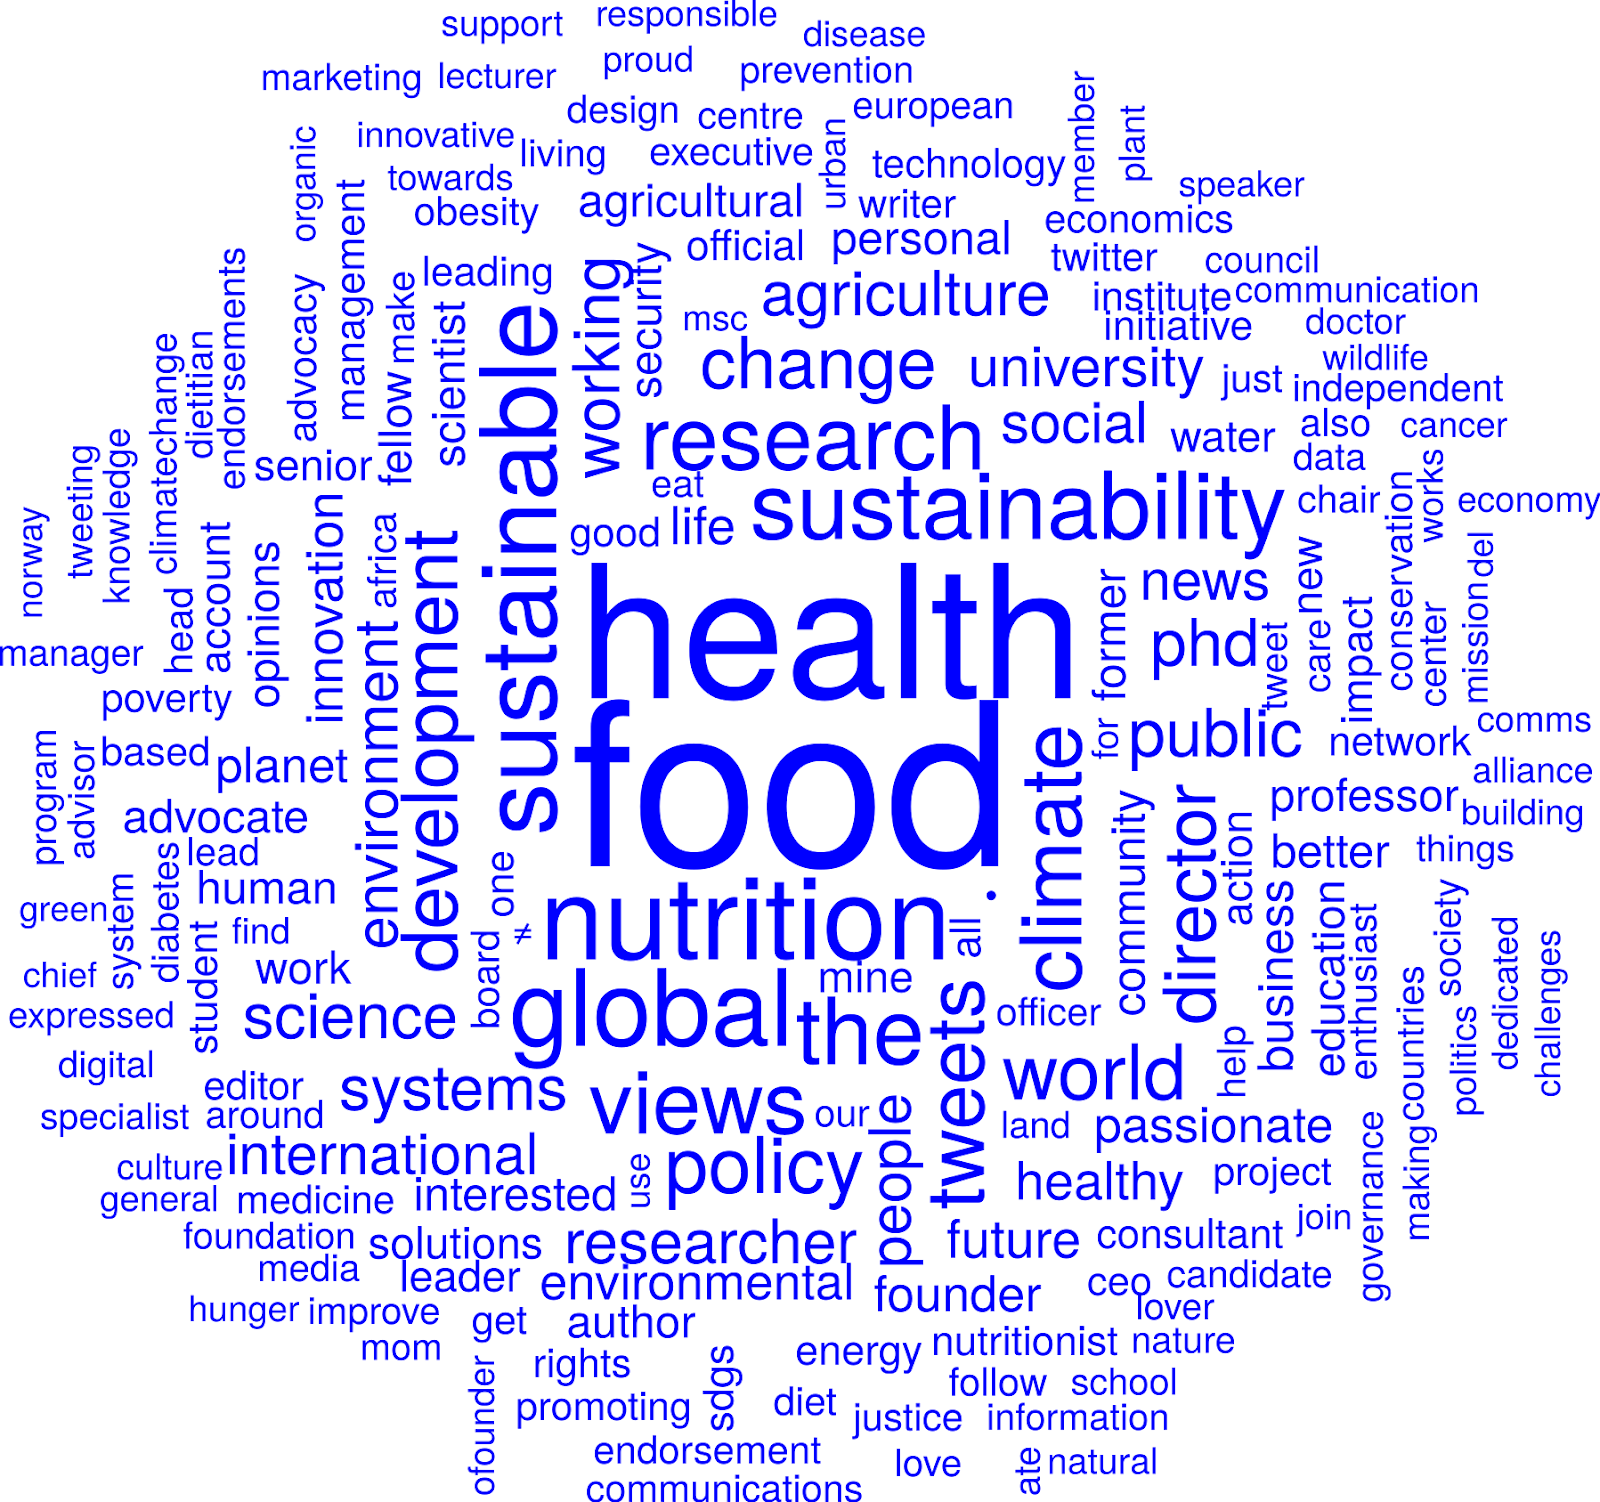 support
responsible
disease
marketing
lecturer
proud
prevention
design
centre
european
member
plant
organic
innovative
living
executive
urban
technology
towards
obesity
agricultural
writer
speaker
management
official
personal
economics
twitter
council
endorsements
advocacy
make
leading
working
security
agriculture
institute
communication
msc
initiative
doctor
climatechange
dietitian
fellow
scientist
sustainable
change
university
just
wildlife
independent
research
social
water
also
cancer
data
tweeting
knowledge
senior
eat
sustainability
chair
conservation
works
economy
norway
good
life
account
opinions
innovation
africa
development
health
former
news
new
del
head
manager
environment
phd
tweet
care
impact
center
mission
poverty
food
climate
for
public
network
comms
program
advisor
based
planet
alliance
advocate
director
professor
building
lead
community
action
better
things
diabetes
human
one
nutrition
.
all
green
system
student
find
board
≠
business
education
enthusiast
society
dedicated
challenges
chief
work
mine
expressed
science
global
the
tweets
officer
countries
politics
digital
editor
systems
views
our
people
world
help
specialist
around
land
passionate
governance
making
culture
international
use
policy
healthy
project
general
medicine
interested
foundation
solutions
researcher
future
consultant
join
media
leader
environmental
founder
ceo
candidate
hunger
improve
get
author
lover
mom
rights
sdgs
energy
nutritionist
nature
ofounder
promoting
diet
follow
school
justice
information
endorsement
love
ate
natural
communications